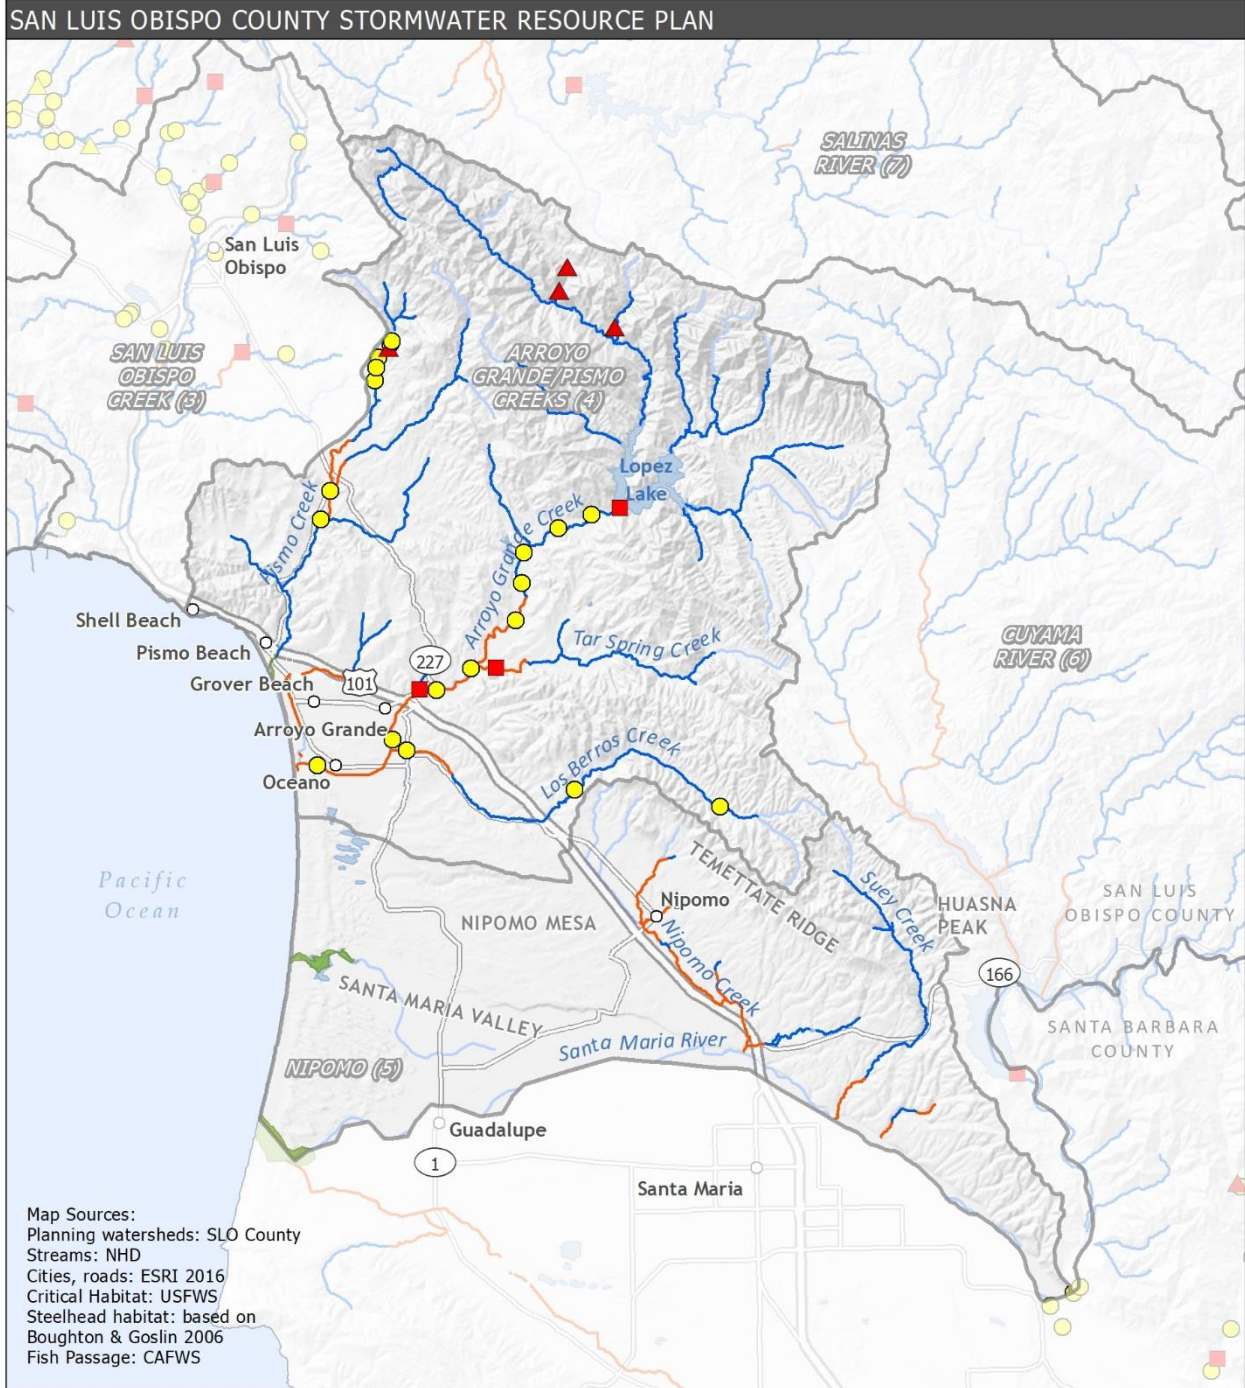 SAN LUIS OBISPO COUNTY STORMWATER RESOURCE PLAN
SALINAS
RIVER (7)
San Luis
Obispo
SAN LUIS
OBISPO
CREEK (3)
ARROYO
GRANDE/PISMO
CREEKS (4)
Lopez
Lake
Pismo Creek
Arroyo Grande Creek
Shell Beach
Pismo Beach
Tar Spring Creek
CUYAMA
RIVER (6)
227
Grover Beach
101
Arroyo Grande
Oceano
Los Berros Creek
Pacific
Ocean
TEMETTATE RIDGE
Suey Creek
Nipomo
NIPOMO MESA
Nipomo Creek
HUASNA
PEAK
SAN LUIS
OBISPO COUNTY
166
SANTA MARIA VALLEY
SANTA BARBARA
COUNTY
Santa Maria River
NIPOMO (5)
Guadalupe
1
Santa Maria
Map Sources:
Planning watersheds: SLO County
Streams: NHD
Cities, roads: ESRI 2016
Critical Habitat: USFWS
Steelhead habitat: based on
Boughton & Goslin 2006
Fish Passage: CAFWS